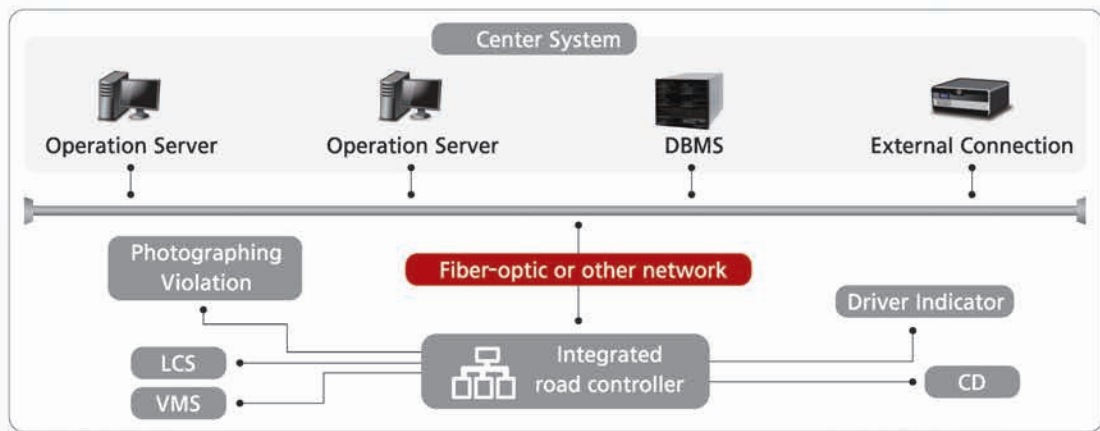 Center System
Operation Server
Operation Server
DBMS
External Connection
Photographing
Violation
Fiber-optic or other network
Driver Indicator
LCS
Integrated
road controller
CD
VMS